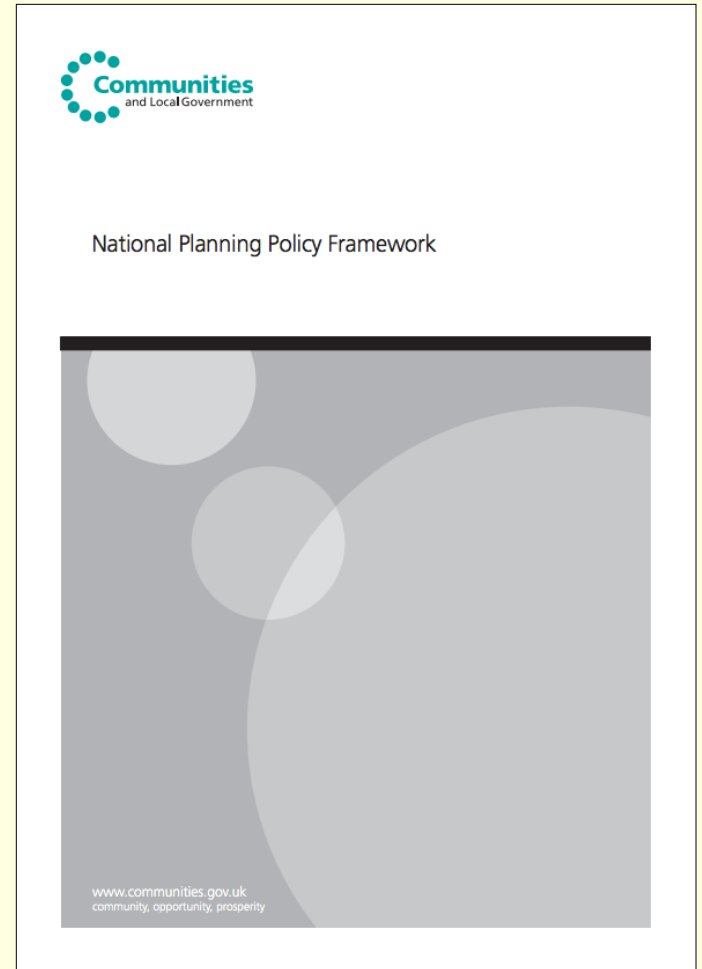 Communities
and Local Government
National Planning Policy Framework
www.communities.gov.uk
community, opportunity, prosperity